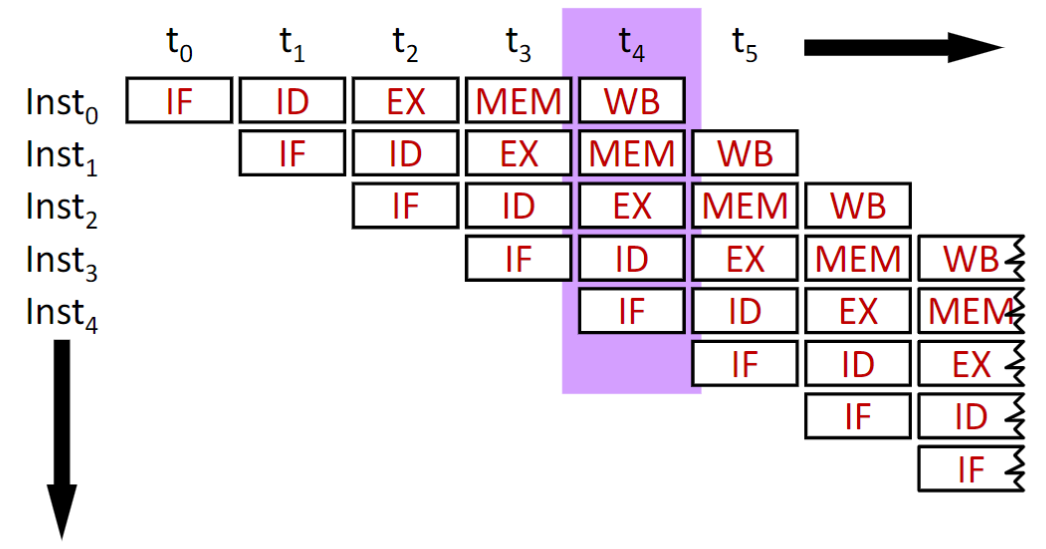 t₀ t₁ t₂ t₃ t₄ t₅
Inst₀ IF ID EX MEM WB
Inst₁ IF ID EX MEM WB
Inst₂ IF ID EX MEM WB
Inst₃ IF ID EX MEM WB
Inst₄ IF ID EX MEM
IF ID EX
IF ID
IF